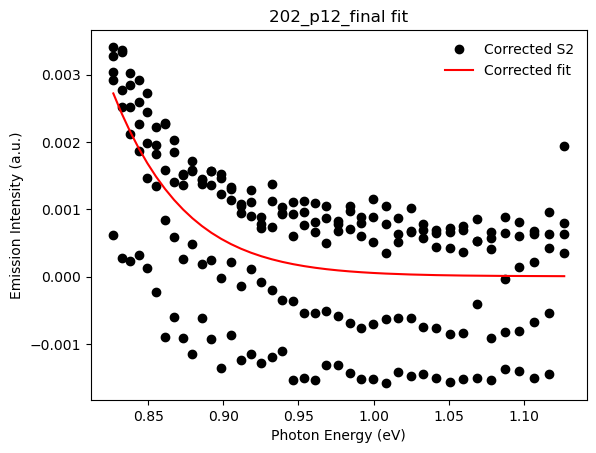 202_p12_final fit
Corrected S2
Corrected fit
Emission Intensity (a.u.)
0.003
0.002
0.001
0.000
−0.001
0.85
0.90
0.95
1.00
1.05
1.10
Photon Energy (eV)